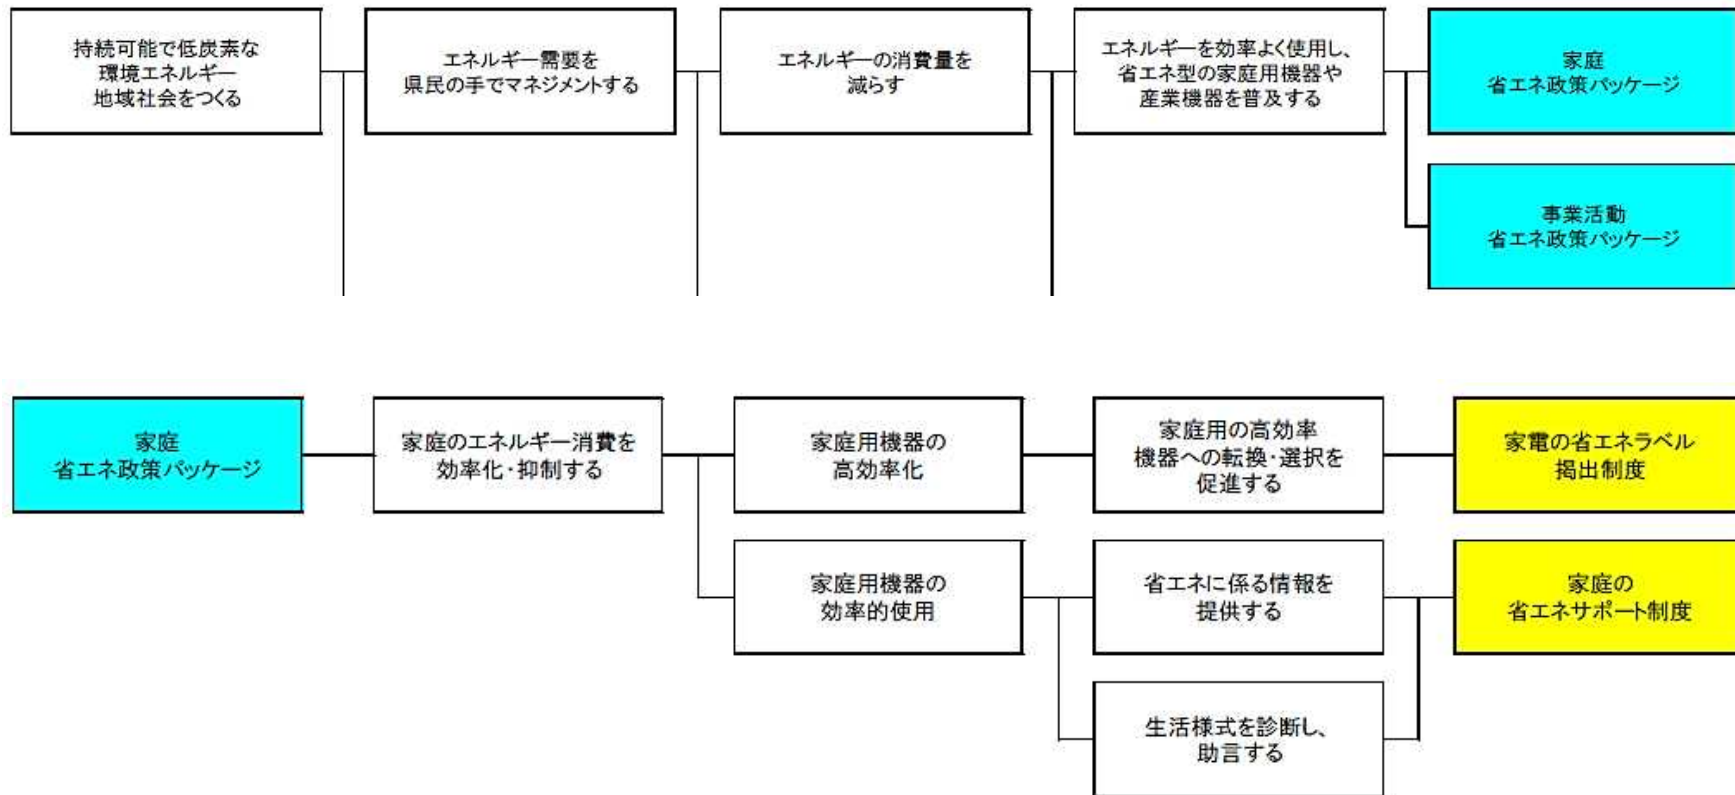 持続可能で低炭素な
環境エネルギー
地域社会をつくる
エネルギー需要を
県民の手でマネジメントする
エネルギーの消費量を
減らす
エネルギーを効率よく使用し、
省エネ型の家庭用機器や
産業機器を普及する
家庭
省エネ政策パッケージ
事業活動
省エネ政策パッケージ
家庭
省エネ政策パッケージ
家庭のエネルギー消費を
効率化・抑制する
家庭用機器の
高効率化
家庭用の高効率
機器への転換・選択を
促進する
家電の省エネラベル
掲出制度
家庭用機器の
効率的使用
省エネに係る情報を
提供する
家庭の
省エネサポート制度
生活様式を診断し、
助言する